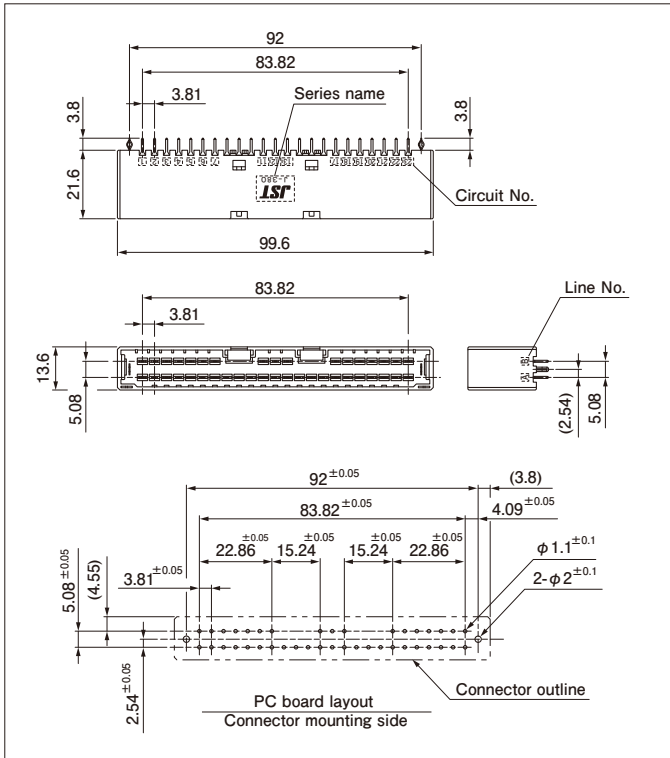 92
83.82
3.81
Series name
3.8
3.8
21.6
J-380
JST
Circuit No.
99.6
83.82
3.81
Line No.
13.6
5.08
(2.54)
5.08
92±0.05
(3.8)
83.82±0.05
4.09±0.05
22.86±0.05
15.24±0.05
15.24±0.05
22.86±0.05
φ1.1±0.1
3.81±0.05
2-φ2±0.1
5.08±0.05
(4.55)
2.54±0.05
Connector outline
PC board layout
Connector mounting side